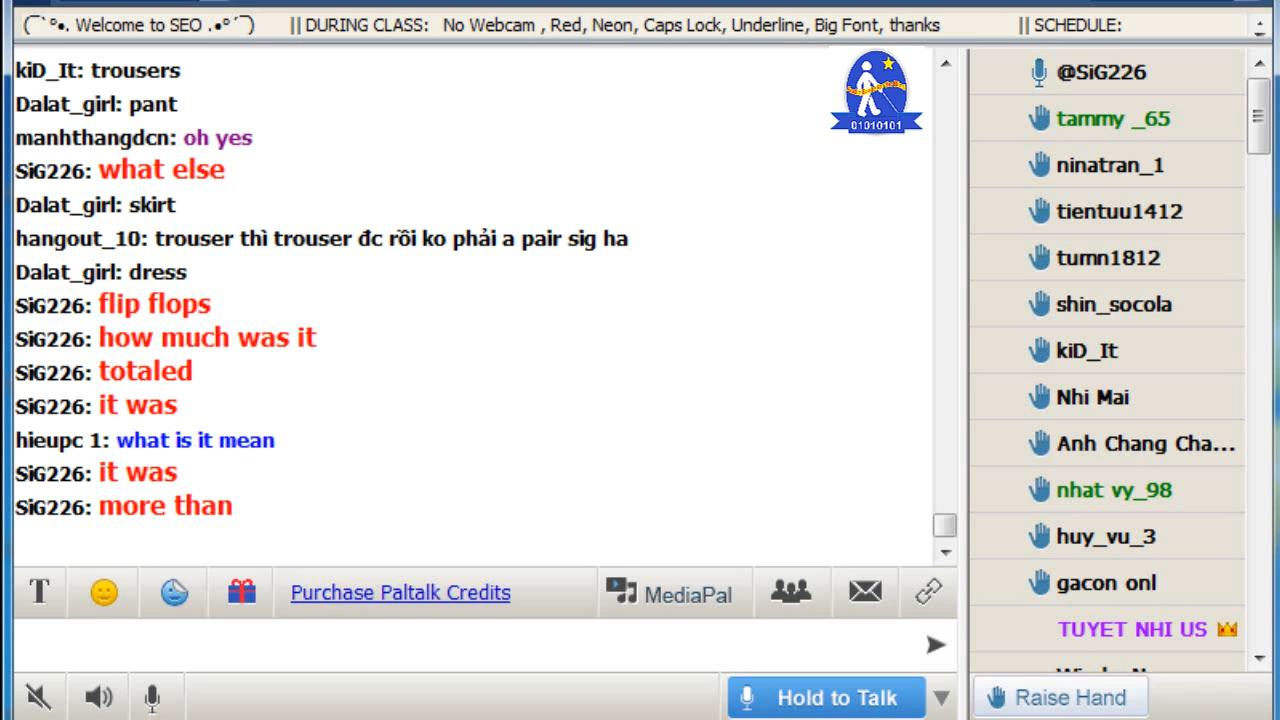 (¯`°•. Welcome to SEO .•°´¯) || DURING CLASS: No Webcam , Red, Neon, Caps Lock, Underline, Big Font, thanks || SCHEDULE:
kiD_It: trousers
Dalat_girl: pant
manhthangdcn: oh yes
SiG226: what else
Dalat_girl: skirt
hangout_10: trouser thì trouser đc rồi ko phải a pair sig ha
Dalat_girl: dress
SiG226: flip flops
SiG226: how much was it
SiG226: totaled
SiG226: it was
hieupc 1: what is it mean
SiG226: it was
SiG226: more than
01010101
T
Purchase Paltalk Credits
MediaPal
Hold to Talk
@SiG226
tammy _65
ninatran_1
tientuu1412
tumn1812
shin_socola
kiD_It
Nhi Mai
Anh Chang Cha...
nhat vy_98
huy_vu_3
gacon onl
TUYET NHI US
Raise Hand